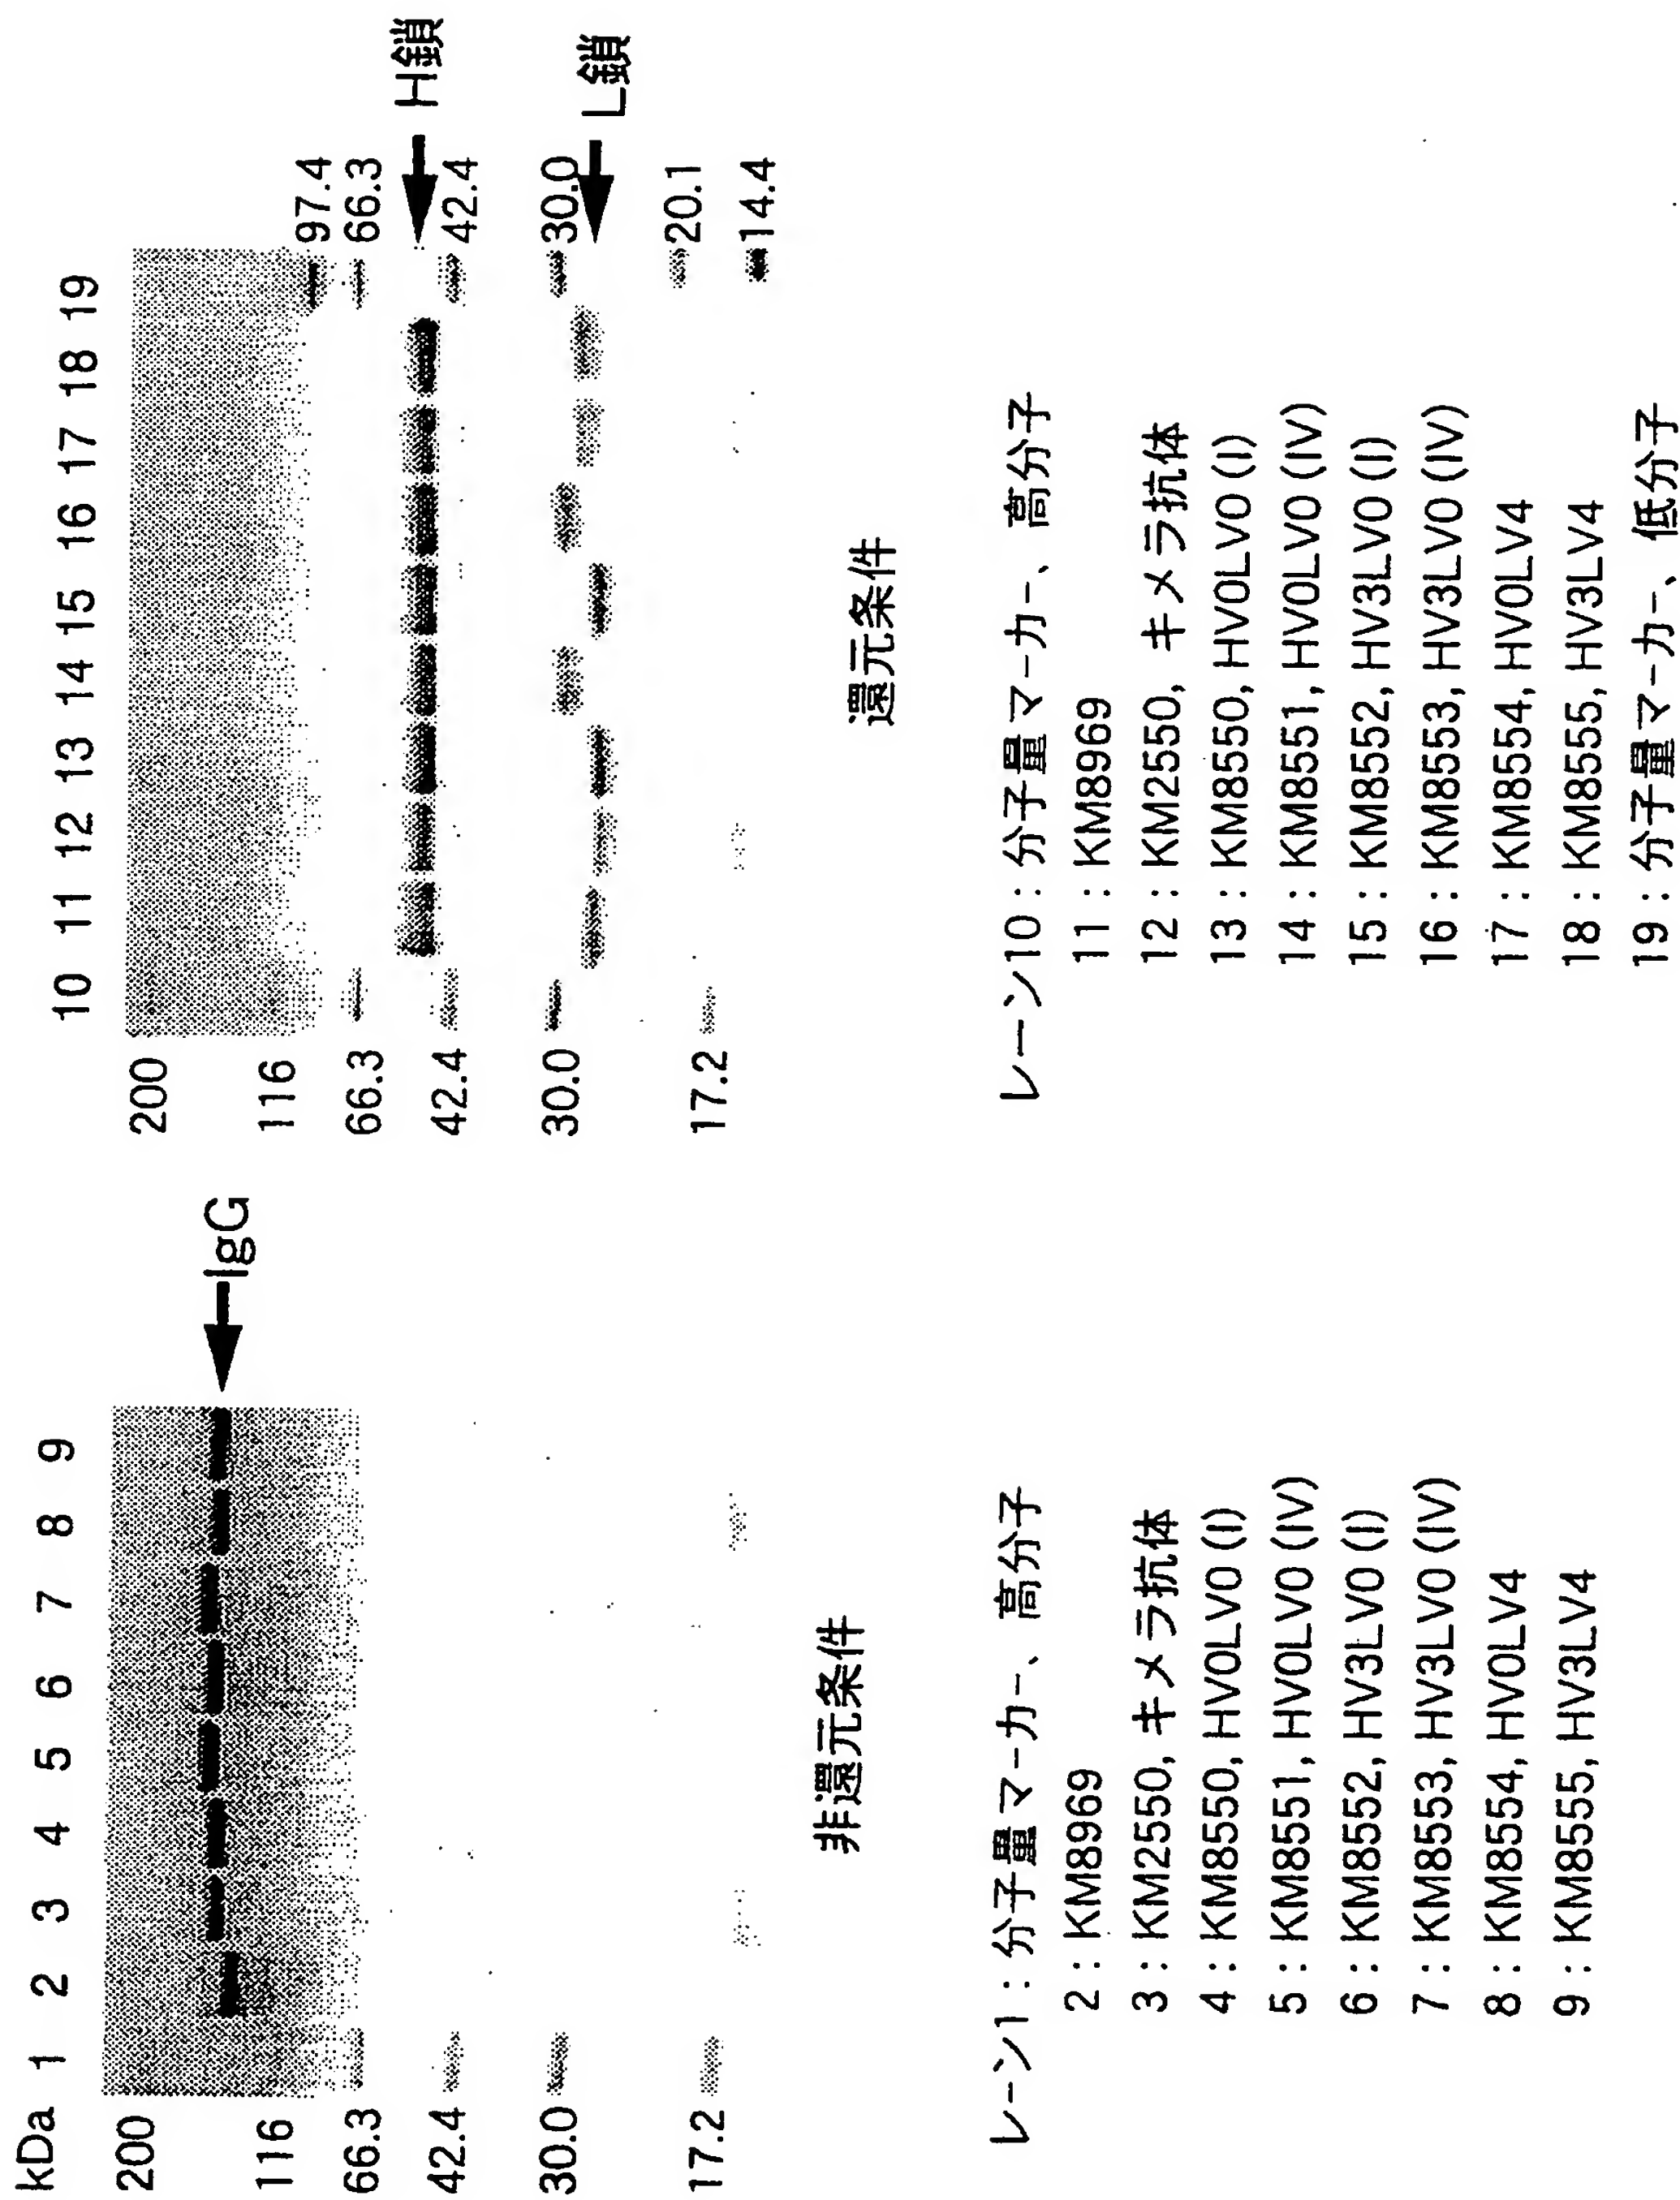 kDa 1 2 3 4 5 6 7 8 9
200
116
66.3
42.4
30.0
17.2
IgG
非還元条件
レーン1：分子量マーカー、高分子
2：KM8969
3：KM2550, キメラ抗体
4：KM8550, HV0LV0 (I)
5：KM8551, HV0LV0 (IV)
6：KM8552, HV3LV0 (I)
7：KM8553, HV3LV0 (IV)
8：KM8554, HV0LV4
9：KM8555, HV3LV4
10 11 12 13 14 15 16 17 18 19
200
116
66.3
42.4
30.0
17.2
97.4
66.3
H鎖
42.4
30.0
L鎖
20.1
14.4
還元条件
レーン10：分子量マーカー、高分子
11：KM8969
12：KM2550, キメラ抗体
13：KM8550, HV0LV0 (I)
14：KM8551, HV0LV0 (IV)
15：KM8552, HV3LV0 (I)
16：KM8553, HV3LV0 (IV)
17：KM8554, HV0LV4
18：KM8555, HV3LV4
19：分子量マーカー、低分子